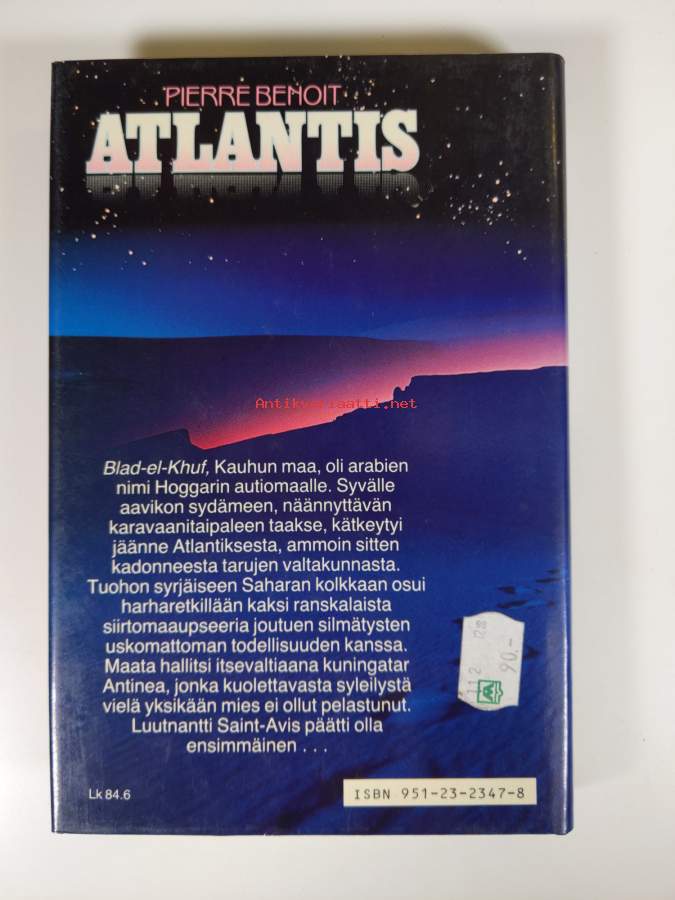 PIERRE BENOIT
ATLANTIS
Antikvariaatti.net
Blad-el-Khuf, Kauhun maa, oli arabien
nimi Hoggarin autiomaalle. Syvälle
aavikon sydämeen, näännyttävän
karavaanitaipaleen taakse, kätkeytyi
jäänne Atlantiksesta, ammoin sitten
kadonneesta tarujen valtakunnasta.
Tuohon syrjäiseen Saharan kolkkaan osui
harharetkillään kaksi ranskalaista
siirtomaaupseeria joutuen silmätysten
uskomattoman todellisuuden kanssa.
Maata hallitsi itsevaltiaana kuningatar
Antinea, jonka kuolettavasta syleilystä
vielä yksikään mies ei ollut pelastunut.
Luutnantti Saint-Avis päätti olla
ensimmäinen . . .
90,-
11 2
Lk 84.6
ISBN 951-23-2347-8